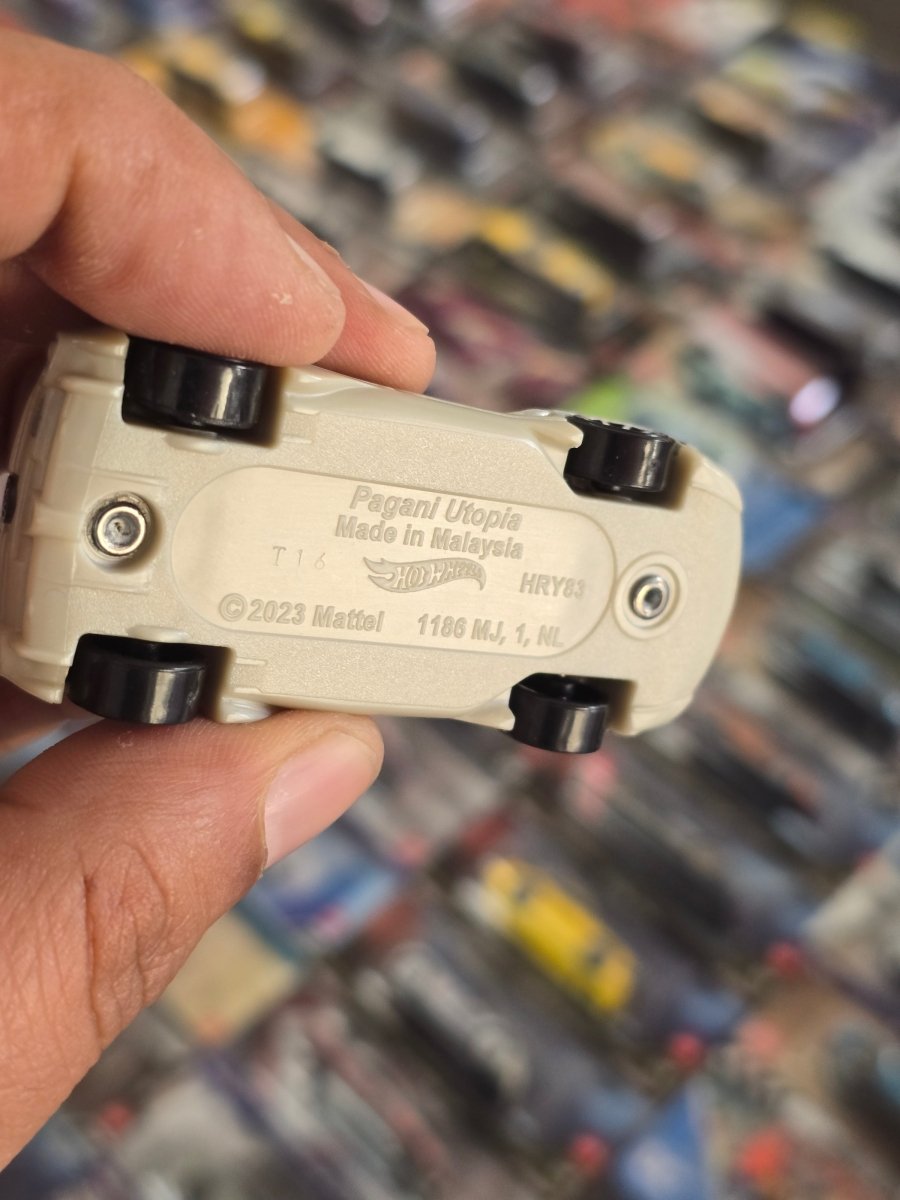 Pagani Utopia
Made in Malaysia
T16
HOT WHEELS
HRY83
©2023 Mattel 1186 MJ, 1, NL